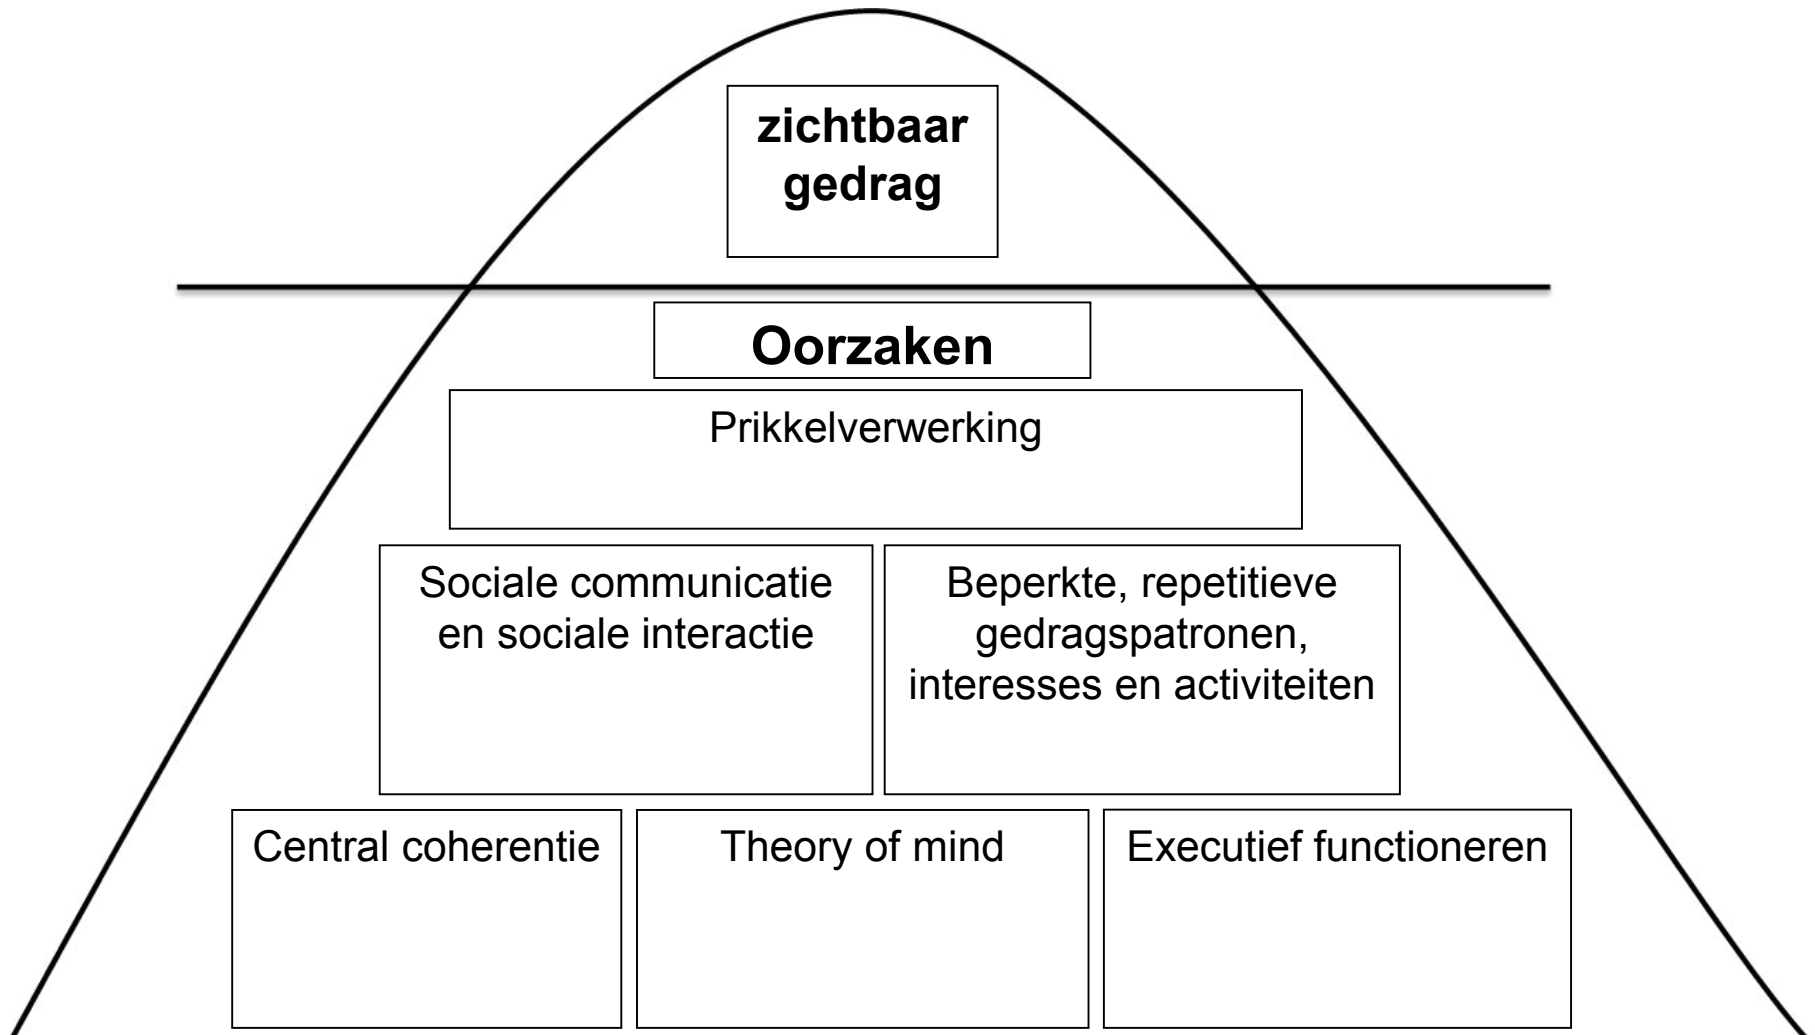 zichtbaar
gedrag
Oorzaken
Prikkelverwerking
Sociale communicatie
en sociale interactie
Beperkte, repetitieve
gedragspatronen,
interesses en activiteiten
Central coherentie
Theory of mind
Executief functioneren